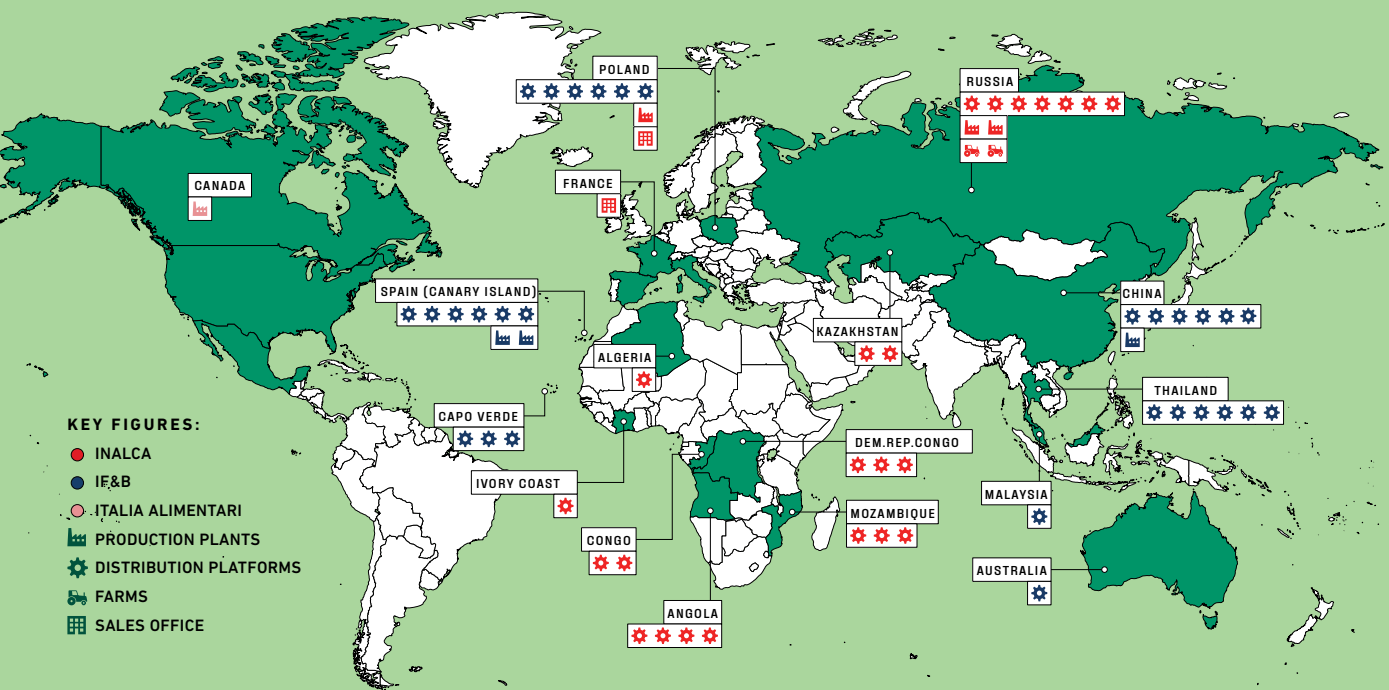 POLAND
RUSSIA
CANADA
FRANCE
SPAIN (CANARY ISLAND)
CHINA
KAZAKHSTAN
ALGERIA
THAILAND
CAPO VERDE
DEM.REP.CONGO
IVORY COAST
MALAYSIA
MOZAMBIQUE
CONGO
AUSTRALIA
ANGOLA
KEY FIGURES:
INALCA
IF&B
ITALIA ALIMENTARI
PRODUCTION PLANTS
DISTRIBUTION PLATFORMS
FARMS
SALES OFFICE